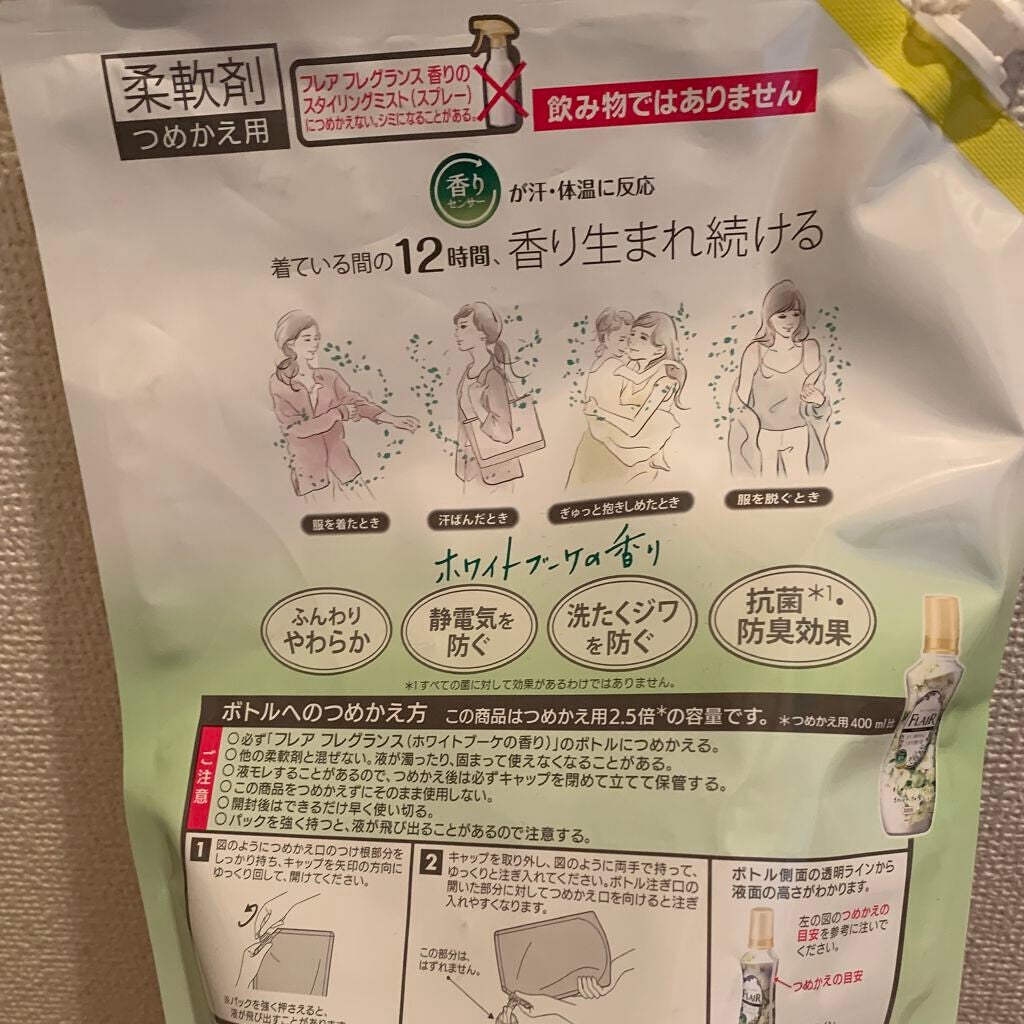 柔軟剤
つめかえ用
フレア フレグランス 香りの
スタイリングミスト(スプレー)
につめかえない。シミになることがある。
飲み物ではありません
香り
センサー
が汗・体温に反応
着ている間の12時間、香り生まれ続ける
服を着たとき
汗ばんだとき
ぎゅっと抱きしめたとき
服を脱ぐとき
ホワイトブーケの香り
ふんわり
やわらか
静電気を
防ぐ
洗たくジワ
を防ぐ
抗菌*1・
防臭効果
*1すべての菌に対して効果があるわけではありません。
ボトルへのつめかえ方 この商品はつめかえ用2.5倍*の容量です。*つめかえ用400ml比
FLAIR
ご注意
○必ず「フレア フレグランス(ホワイトブーケの香り)」のボトルにつめかえる。
○他の柔軟剤と混ぜない。液が濁ったり、固まって使えなくなることがある。
○液モレすることがあるので、つめかえ後は必ずキャップを閉めて立てて保管する。
○この商品をつめかえずにそのまま使用しない。
○開封後はできるだけ早く使い切る。
○パックを強く持つと、液が飛び出ることがあるので注意する。
1 図のようにつめかえ口のつけ根部分を
しっかり持ち、キャップを矢印の方向に
ゆっくり回して、開けてください。
※パックを強く押さえると、
液が飛び出すことがあります
2 キャップを取り外し、図のように両手で持って、
ゆっくりと注ぎ入れてください。ボトル注ぎ口の
開いた部分に対してつめかえ口を向けると注ぎ
入れやすくなります。
この部分は、
はずれません。
ボトル側面の透明ラインから
液面の高さがわかります。
左の図のつめかえの
目安を参考に注いで
ください。
つめかえの目安
FLAIR